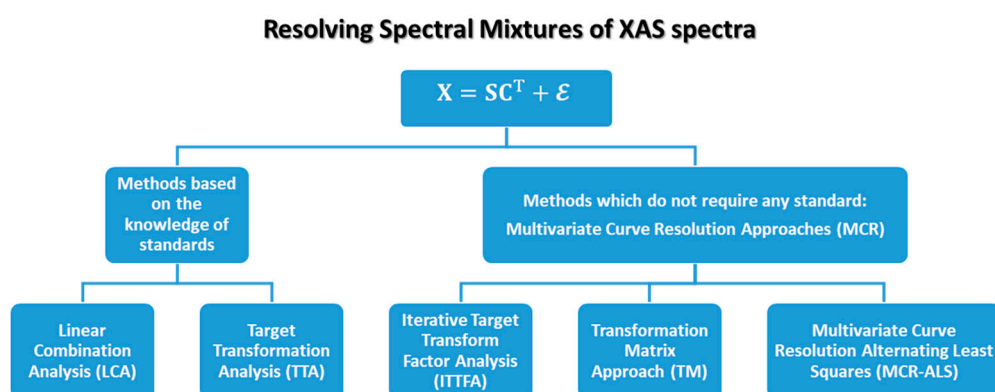 Resolving Spectral Mixtures of XAS spectra
X = SCᵀ + ℰ
Methods based
on the
knowledge of
standards
Methods which do not require any standard:
Multivariate Curve Resolution Approaches (MCR)
Linear
Combination
Analysis (LCA)
Target
Transformation
Analysis (TTA)
Iterative Target
Transform
Factor Analysis
(ITTFA)
Transformation
Matrix
Approach (TM)
Multivariate Curve
Resolution Alternating Least
Squares (MCR-ALS)